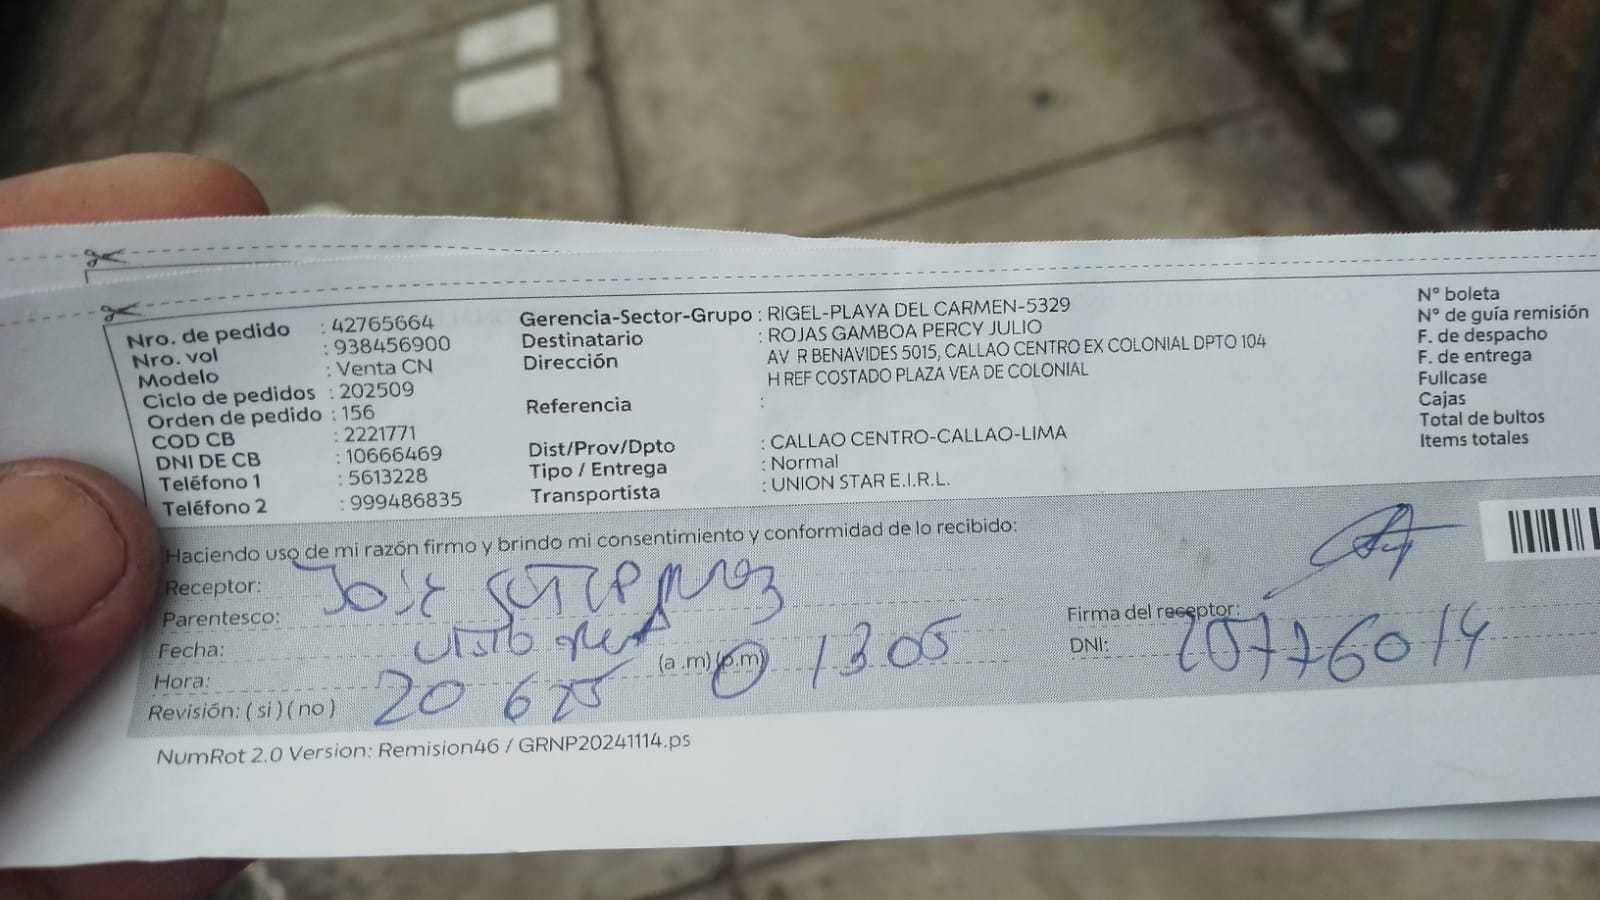 Nro. de pedido : 42765664
Nro. vol : 938456900
Modelo : Venta CN
Ciclo de pedidos : 202509
Orden de pedido : 156
COD CB : 2221771
DNI DE CB : 10666469
Teléfono 1 : 5613228
Teléfono 2 : 999486835
Gerencia-Sector-Grupo : RIGEL-PLAYA DEL CARMEN-5329
Destinatario : ROJAS GAMBOA PERCY JULIO
Dirección : AV R BENAVIDES 5015, CALLAO CENTRO EX COLONIAL DPTO 104
H REF COSTADO PLAZA VEA DE COLONIAL
Referencia :
Dist/Prov/Dpto : CALLAO CENTRO-CALLAO-LIMA
Tipo / Entrega : Normal
Transportista : UNION STAR E.I.R.L.
N° boleta
N° de guía remisión
F. de despacho
F. de entrega
Fullcase
Cajas
Total de bultos
Items totales
Haciendo uso de mi razón firmo y brindo mi consentimiento y conformidad de lo recibido:
Receptor: Jose
Parentesco:
Fecha:
Hora: (a.m) (p.m) 01305
Revisión: ( si ) ( no ) 20 6 25
Firma del receptor:
DNI: 25776014
NumRot 2.0 Version: Remision46 / GRNP20241114.ps